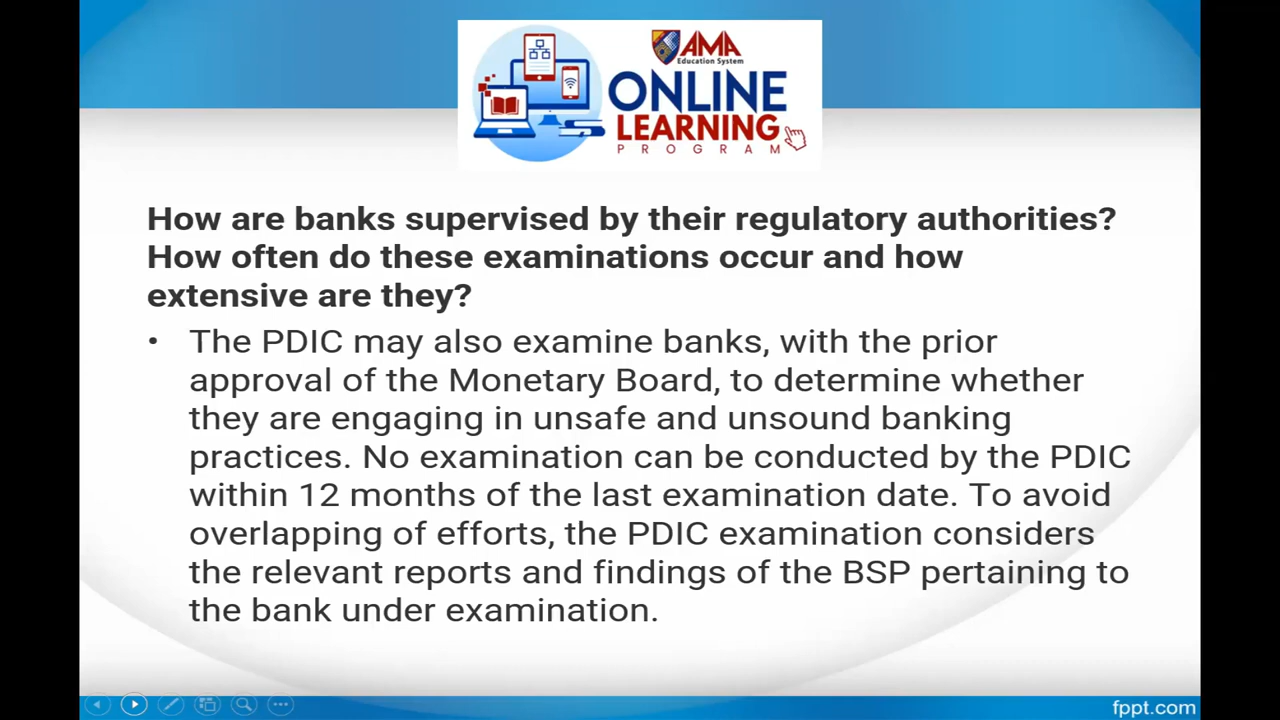 AMA
Education System
ONLINE
LEARNING
PROGRAM
How are banks supervised by their regulatory authorities?
How often do these examinations occur and how
extensive are they?
• The PDIC may also examine banks, with the prior
approval of the Monetary Board, to determine whether
they are engaging in unsafe and unsound banking
practices. No examination can be conducted by the PDIC
within 12 months of the last examination date. To avoid
overlapping of efforts, the PDIC examination considers
the relevant reports and findings of the BSP pertaining to
the bank under examination.
fppt.com